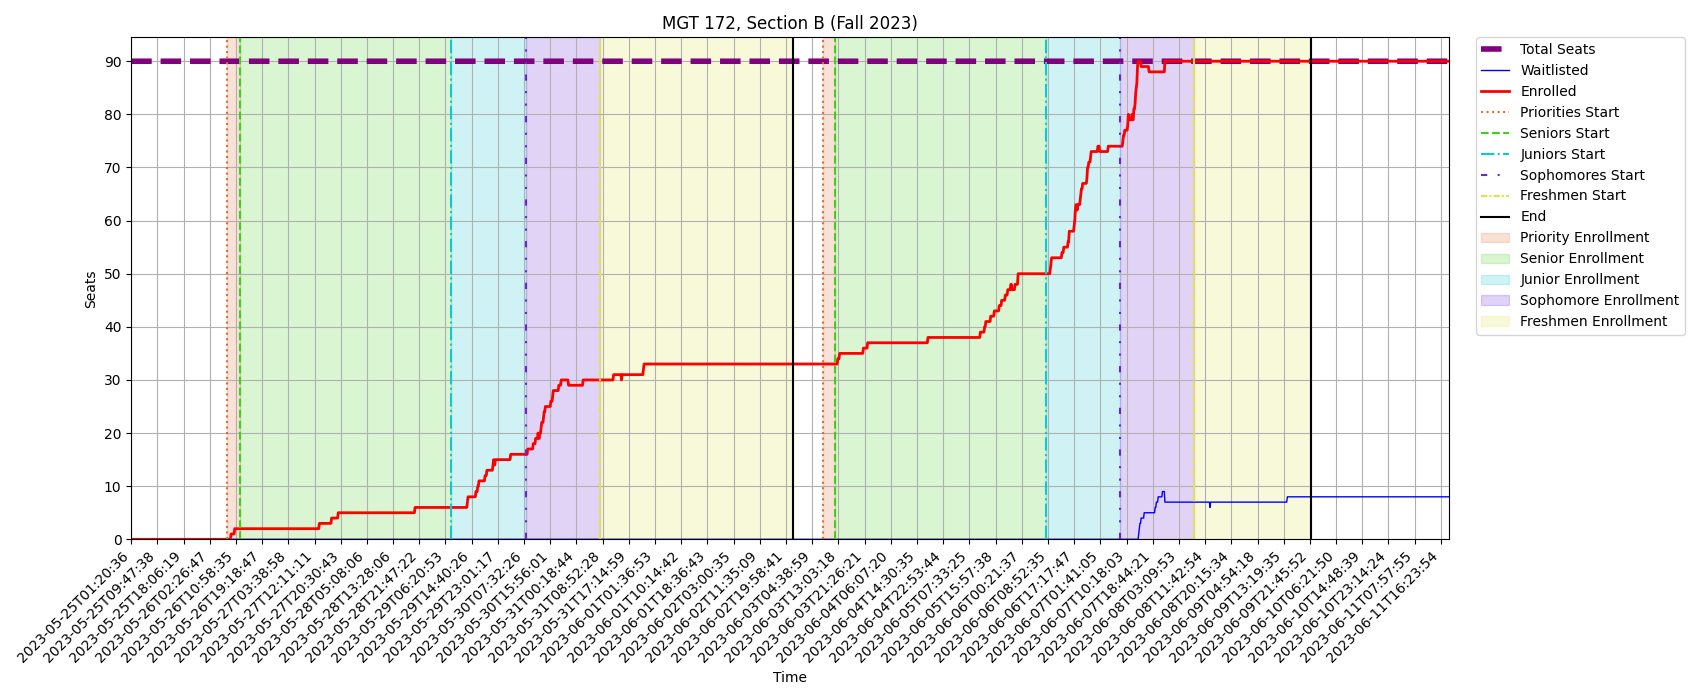 MGT 172, Section B (Fall 2023)
Total Seats
Waitlisted
Enrolled
Priorities Start
Seniors Start
Juniors Start
Sophomores Start
Freshmen Start
End
Priority Enrollment
Senior Enrollment
Junior Enrollment
Sophomore Enrollment
Freshmen Enrollment
Seats
90
80
70
60
50
40
30
20
10
0
2023-05-25T01:20:36
2023-05-25T09:47:38
2023-05-25T18:06:19
2023-05-26T02:26:47
2023-05-26T10:58:35
2023-05-26T19:18:47
2023-05-27T03:38:58
2023-05-27T12:11:11
2023-05-27T20:30:43
2023-05-28T05:08:06
2023-05-28T13:28:06
2023-05-28T21:47:22
2023-05-29T06:20:53
2023-05-29T14:40:26
2023-05-29T23:01:17
2023-05-30T07:32:26
2023-05-30T15:56:01
2023-05-31T00:18:44
2023-05-31T08:52:28
2023-05-31T17:14:59
2023-06-01T01:36:53
2023-06-01T10:14:42
2023-06-01T18:36:43
2023-06-02T03:00:35
2023-06-02T11:35:09
2023-06-02T19:58:41
2023-06-03T04:38:59
2023-06-03T13:03:18
2023-06-03T21:26:21
2023-06-04T06:07:20
2023-06-04T14:30:35
2023-06-04T22:53:44
2023-06-05T07:33:25
2023-06-05T15:57:38
2023-06-06T00:21:37
2023-06-06T08:52:35
2023-06-06T17:17:47
2023-06-07T01:41:05
2023-06-07T10:18:03
2023-06-07T18:44:21
2023-06-08T03:09:53
2023-06-08T11:42:54
2023-06-08T20:15:34
2023-06-09T04:54:18
2023-06-09T13:19:35
2023-06-09T21:45:52
2023-06-10T06:21:50
2023-06-10T14:48:39
2023-06-10T23:14:24
2023-06-11T07:57:55
2023-06-11T16:23:54
Time